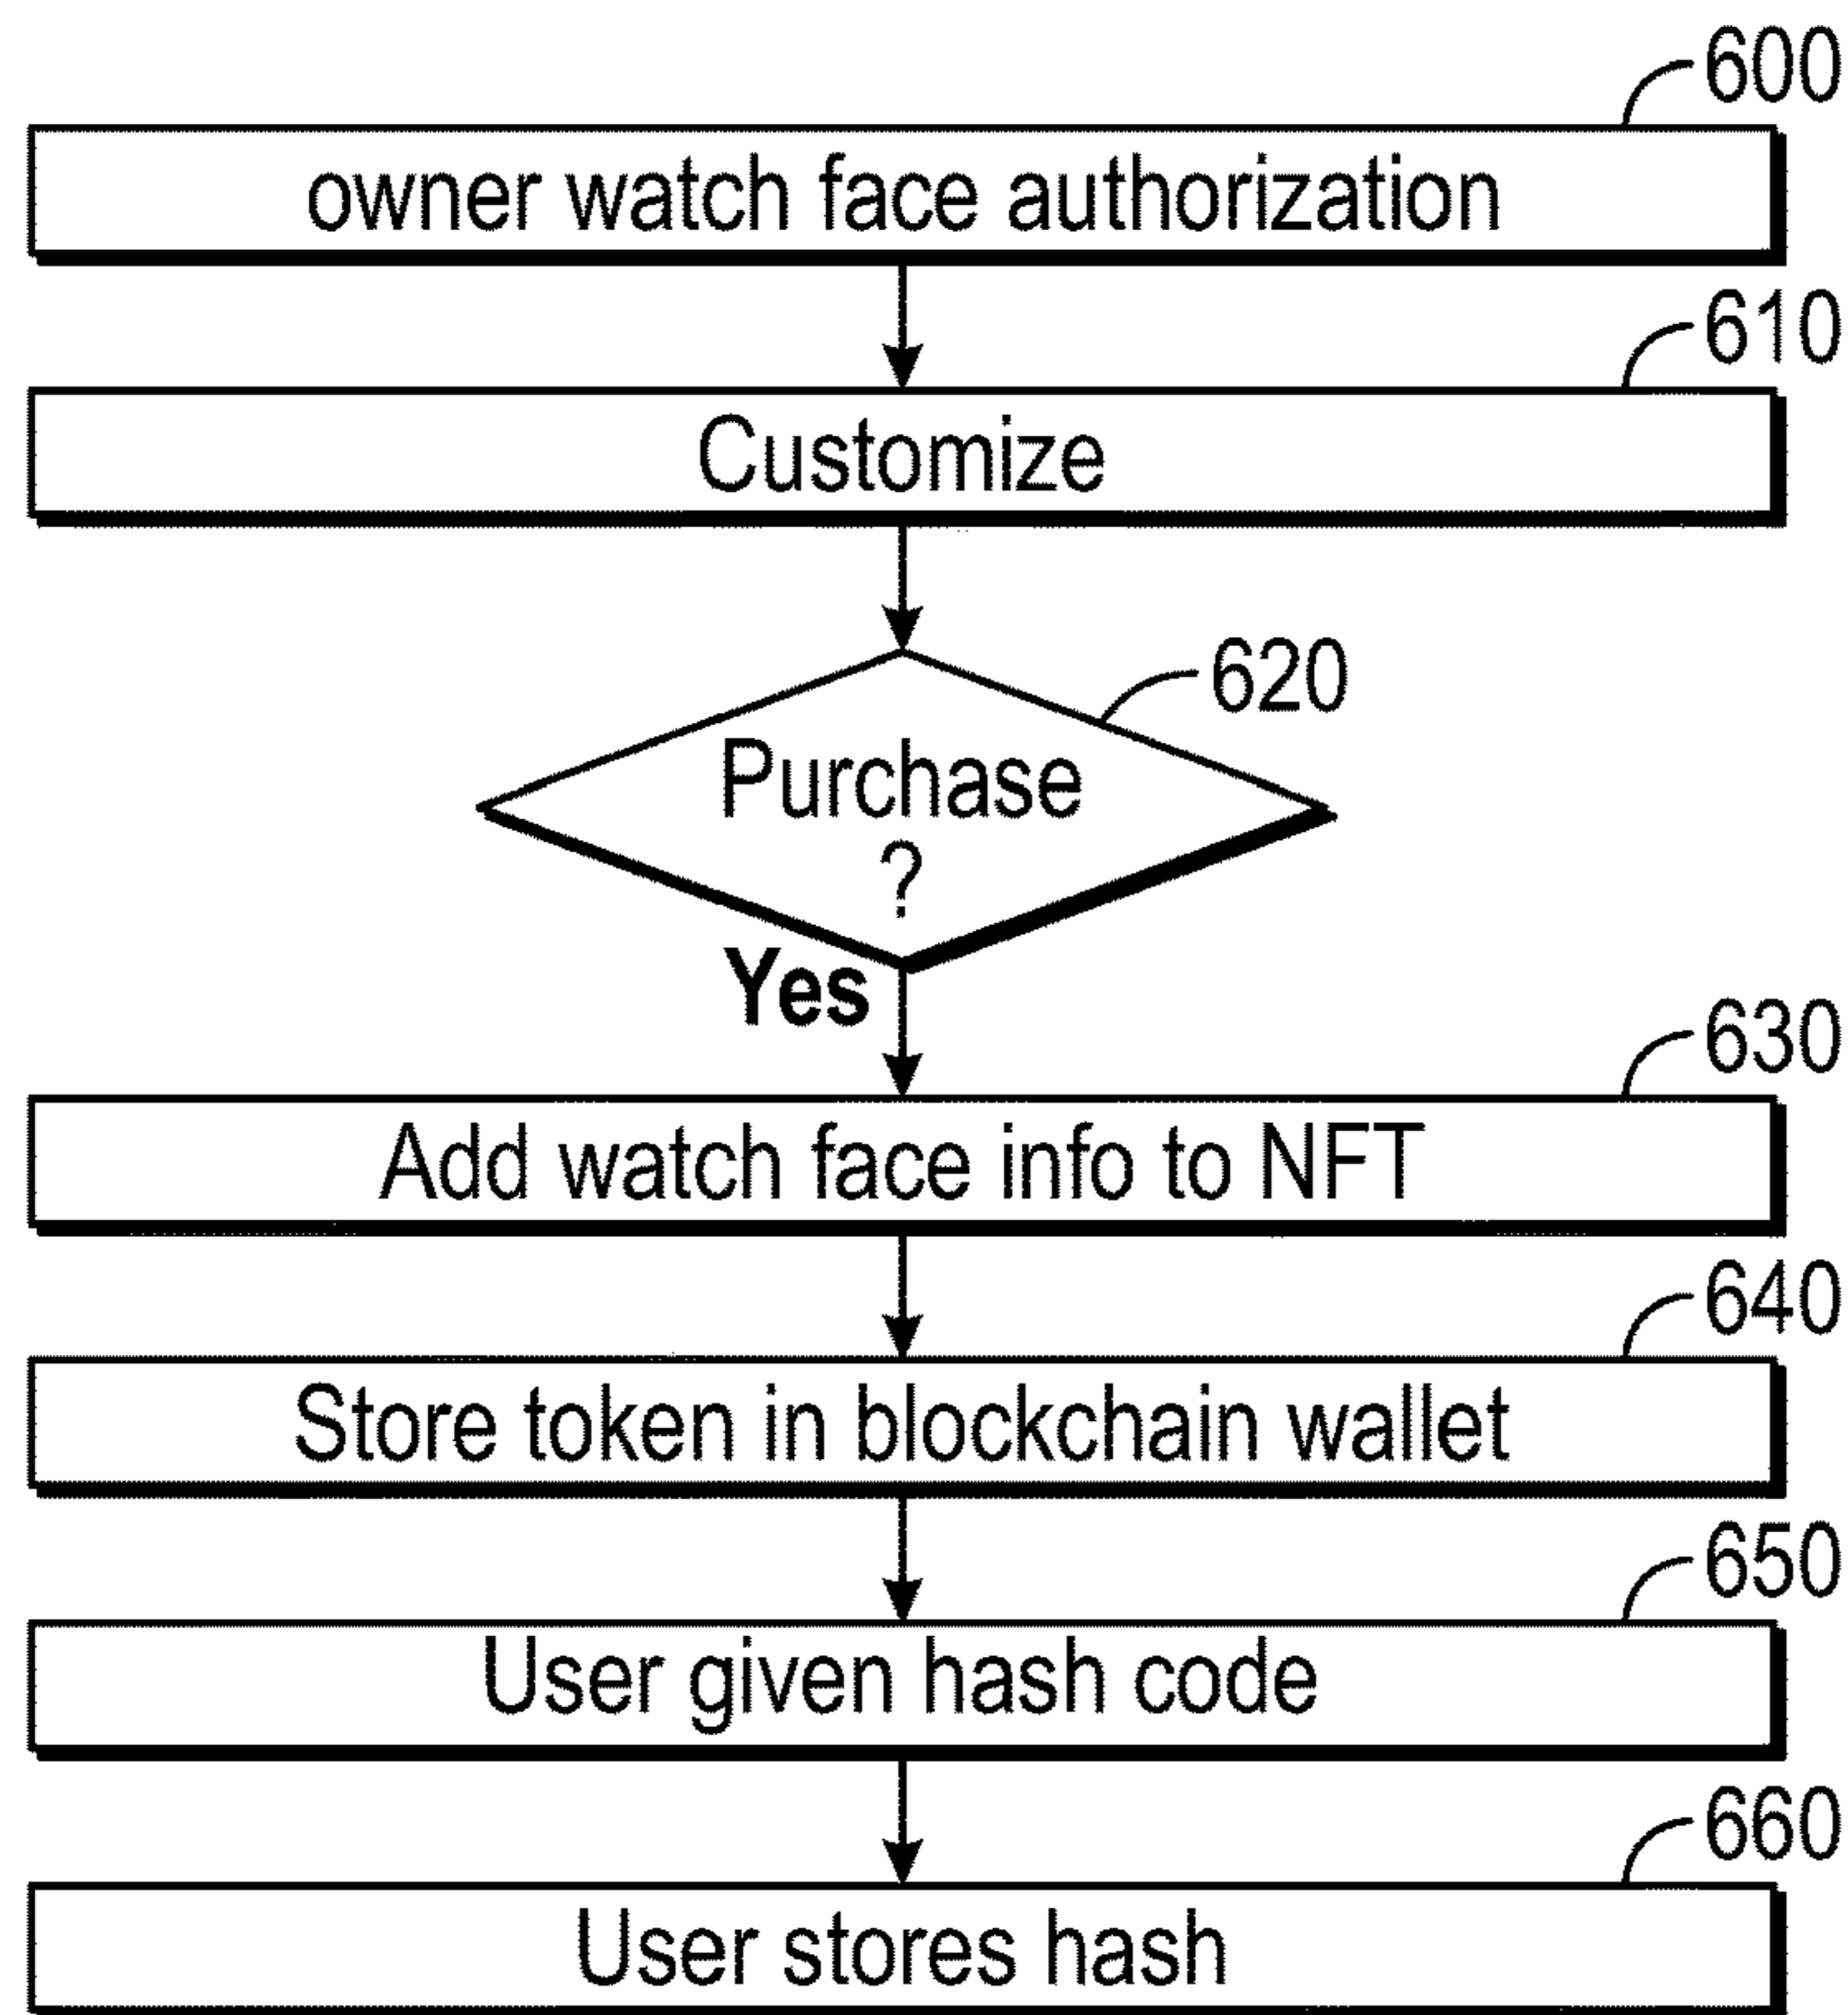 600
owner watch face authorization
610
Customize
620
Purchase
?
Yes
630
Add watch face info to NFT
640
Store token in blockchain wallet
650
User given hash code
660
User stores hash